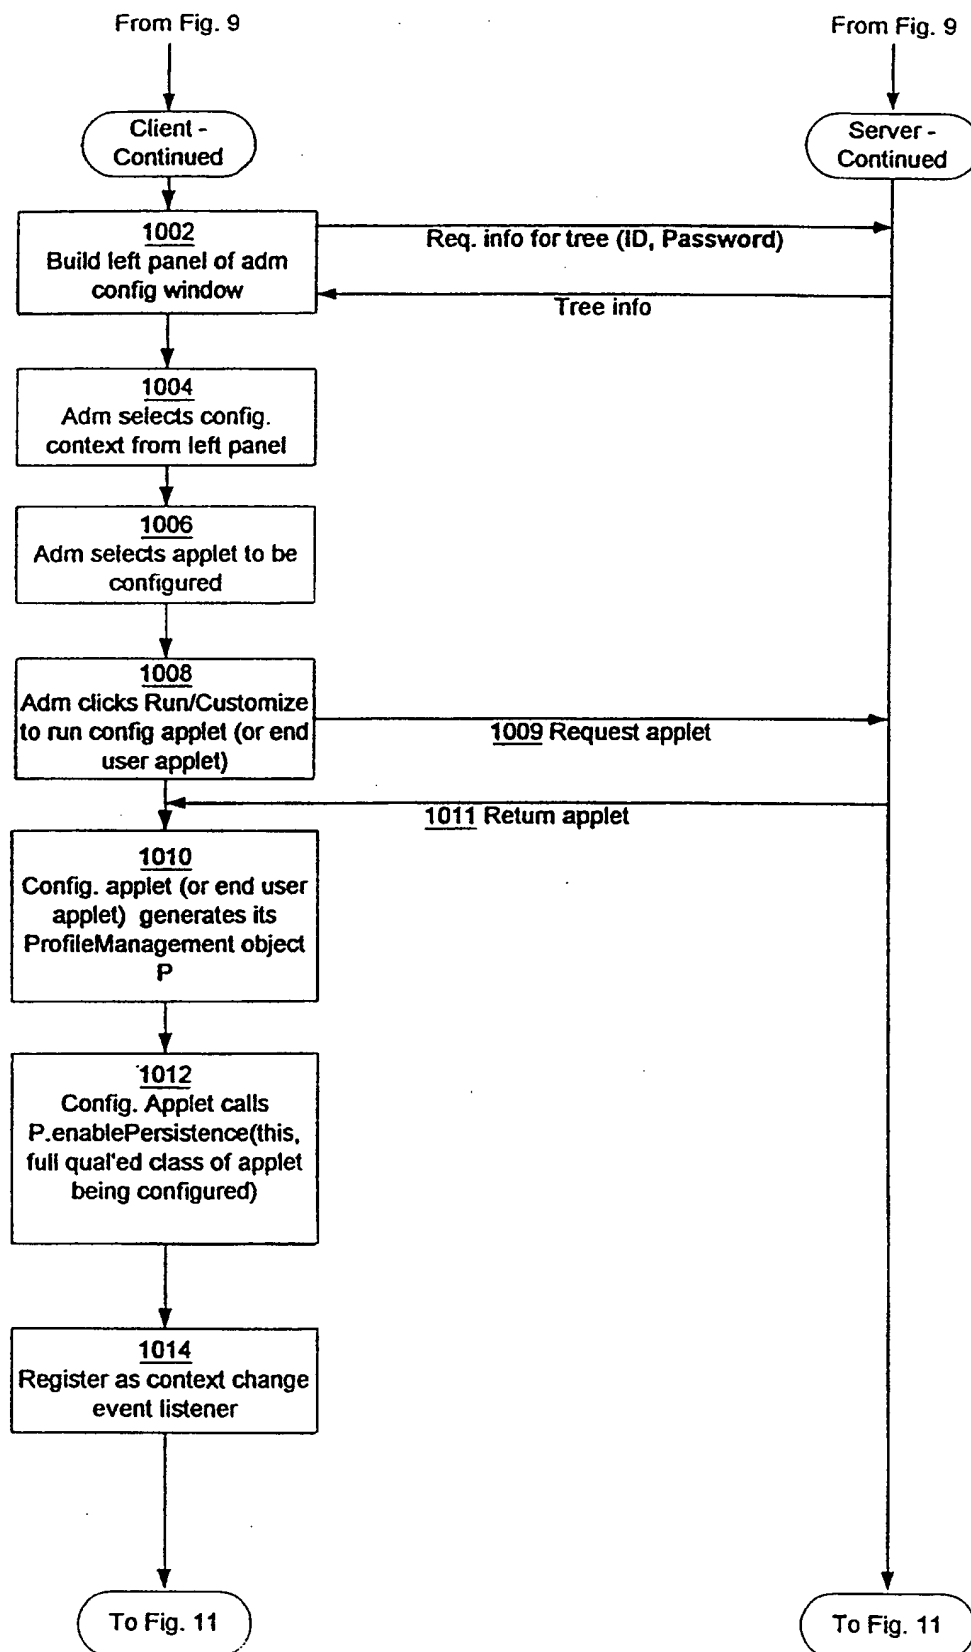 From Fig. 9
From Fig. 9
Client -
Continued
Server -
Continued
1002
Build left panel of adm
config window
Req. info for tree (ID, Password)
Tree info
1004
Adm selects config.
context from left panel
1006
Adm selects applet to be
configured
1008
Adm clicks Run/Customize
to run config applet (or end
user applet)
1009 Request applet
1011 Return applet
1010
Config. applet (or end user
applet) generates its
ProfileManagement object
P
1012
Config. Applet calls
P.enablePersistence(this,
full qual'ed class of applet
being configured)
1014
Register as context change
event listener
To Fig. 11
To Fig. 11